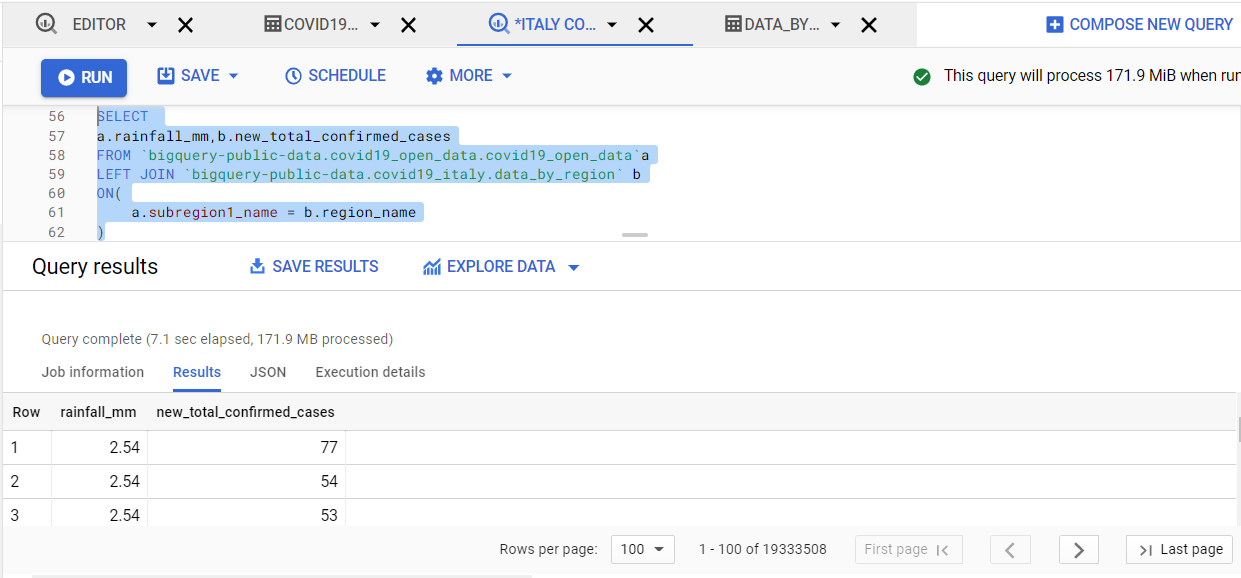 EDITOR COVID19... *ITALY CO... DATA_BY... COMPOSE NEW QUERY
RUN SAVE SCHEDULE MORE This query will process 171.9 MiB when run
56 SELECT
57 a.rainfall_mm,b.new_total_confirmed_cases
58 FROM `bigquery-public-data.covid19_open_data.covid19_open_data`a
59 LEFT JOIN `bigquery-public-data.covid19_italy.data_by_region` b
60 ON(
61 a.subregion1_name = b.region_name
62 )
Query results SAVE RESULTS EXPLORE DATA
Query complete (7.1 sec elapsed, 171.9 MB processed)
Job information Results JSON Execution details
Row rainfall_mm new_total_confirmed_cases
1 2.54 77
2 2.54 54
3 2.54 53
Rows per page: 100 1 - 100 of 19333508 First page Last page